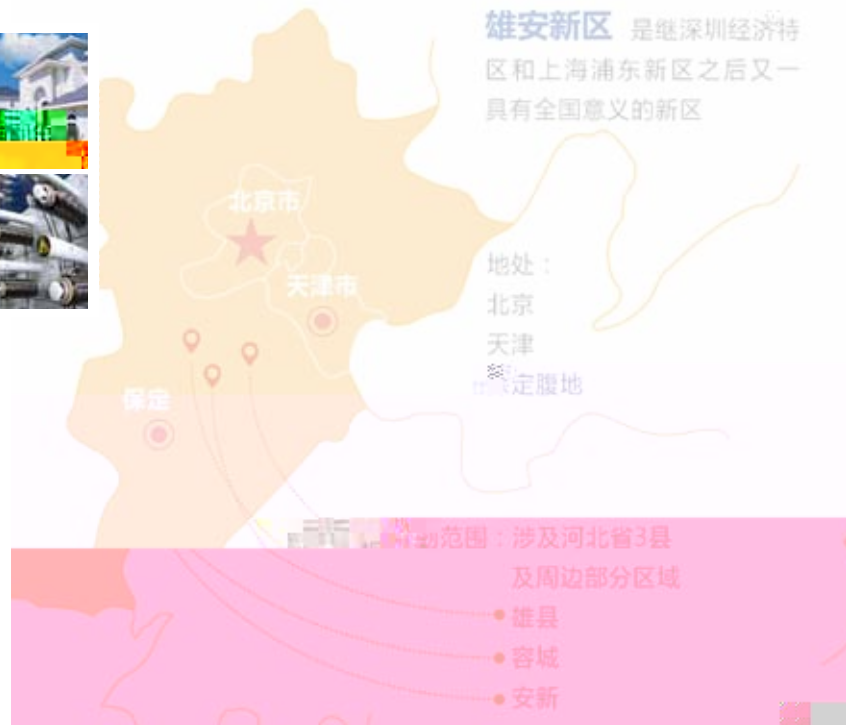 雄安新区 是继深圳经济特
区和上海浦东新区之后又一
具有全国意义的新区
北京市
地处：
天津市
北京
天津
定腹地
保定
范围：涉及河北省3县
及周边部分区域
雄县
容城
安新